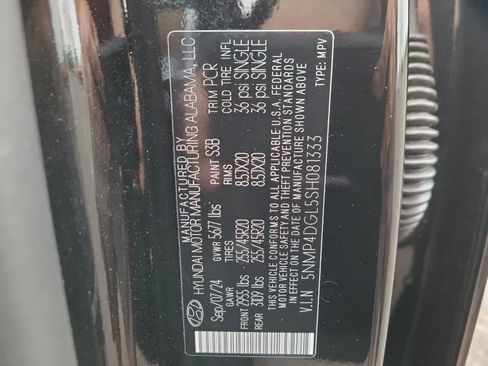 MANUFACTURED BY
HYUNDAI MOTOR MANUFACTURING ALABAMA, LLC
Sep/07/24 GVWR 5677 lbs PAINT S3B TRIM PCR
GAWR TIRES RIMS COLD TIRE INFL
FRONT 2955 lbs 255/45R20 8.5JX20 36 psi SINGLE
REAR 3109 lbs 255/45R20 8.5JX20 36 psi SINGLE
THIS VEHICLE CONFORMS TO ALL APPLICABLE U.S.A. FEDERAL
MOTOR VEHICLE SAFETY, BUMPER, AND THEFT PREVENTION STANDARDS
IN EFFECT ON THE DATE OF MANUFACTURE SHOWN ABOVE
V.I.N 5NMP4DGL5SH081333 TYPE: MPV